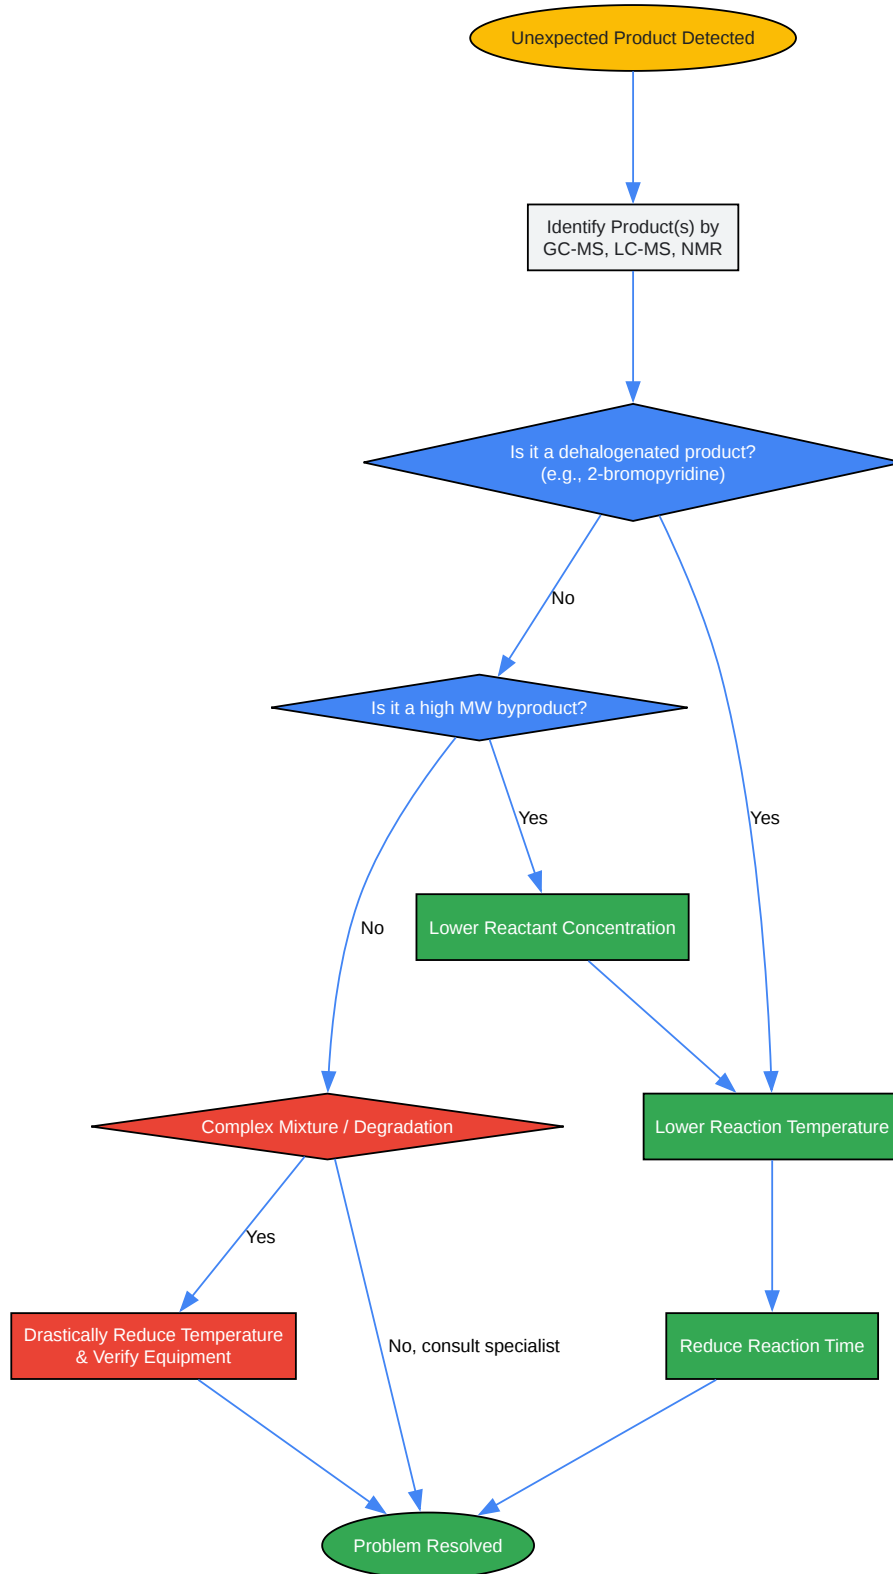 Unexpected Product Detected
Identify Product(s) by
GC-MS, LC-MS, NMR
Is it a dehalogenated product?
(e.g., 2-bromopyridine)
No
Is it a high MW byproduct?
Yes
Yes
Lower Reactant Concentration
No
Complex Mixture / Degradation
Lower Reaction Temperature
Yes
Drastically Reduce Temperature
& Verify Equipment
No, consult specialist
Reduce Reaction Time
Problem Resolved